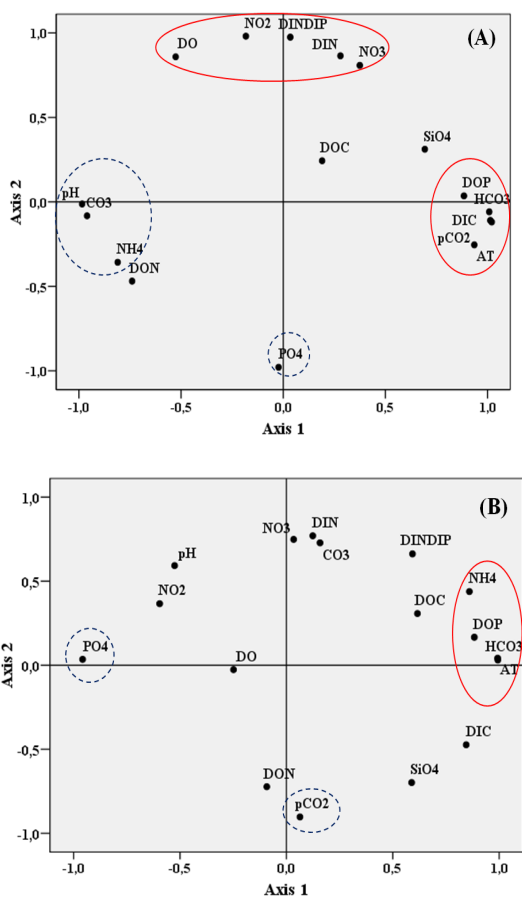 (A)
NO2 DINDIP
DO DIN NO3
1,0
0,5
SiO4
DOC
DOP
pH CO3 HCO3
0,0
DIC
pCO2
AT
NH4
DON
-0,5
PO4
-1,0
Axis 2
-1,0 -0,5 0,0 0,5 1,0
Axis 1
(B)
1,0
NO3 DIN
CO3 DINDIP
pH
NH4
NO2
0,5
DOC
DOP
PO4 DO HCO3
0,0
AT
DIC
SiO4
-0,5
DON
pCO2
-1,0
Axis 2
-1,0 -0,5 0,0 0,5 1,0
Axis 1